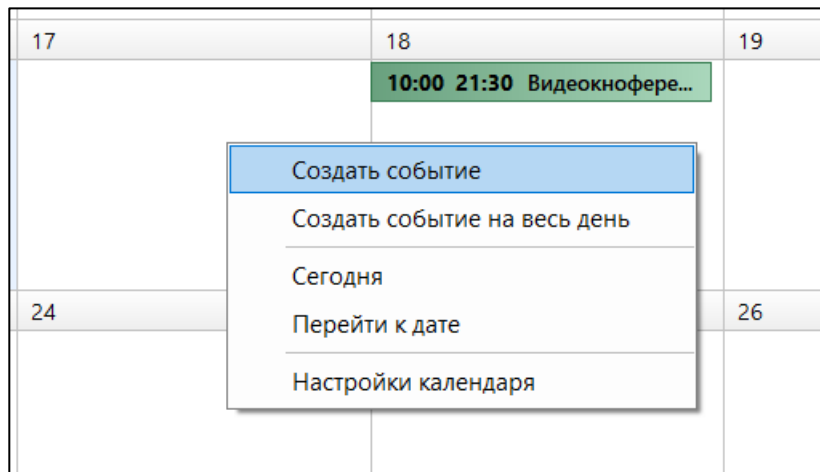 17 18 19
10:00 21:30 Видеокнофере...
Создать событие
Создать событие на весь день
Сегодня
24 26
Перейти к дате
Настройки календаря